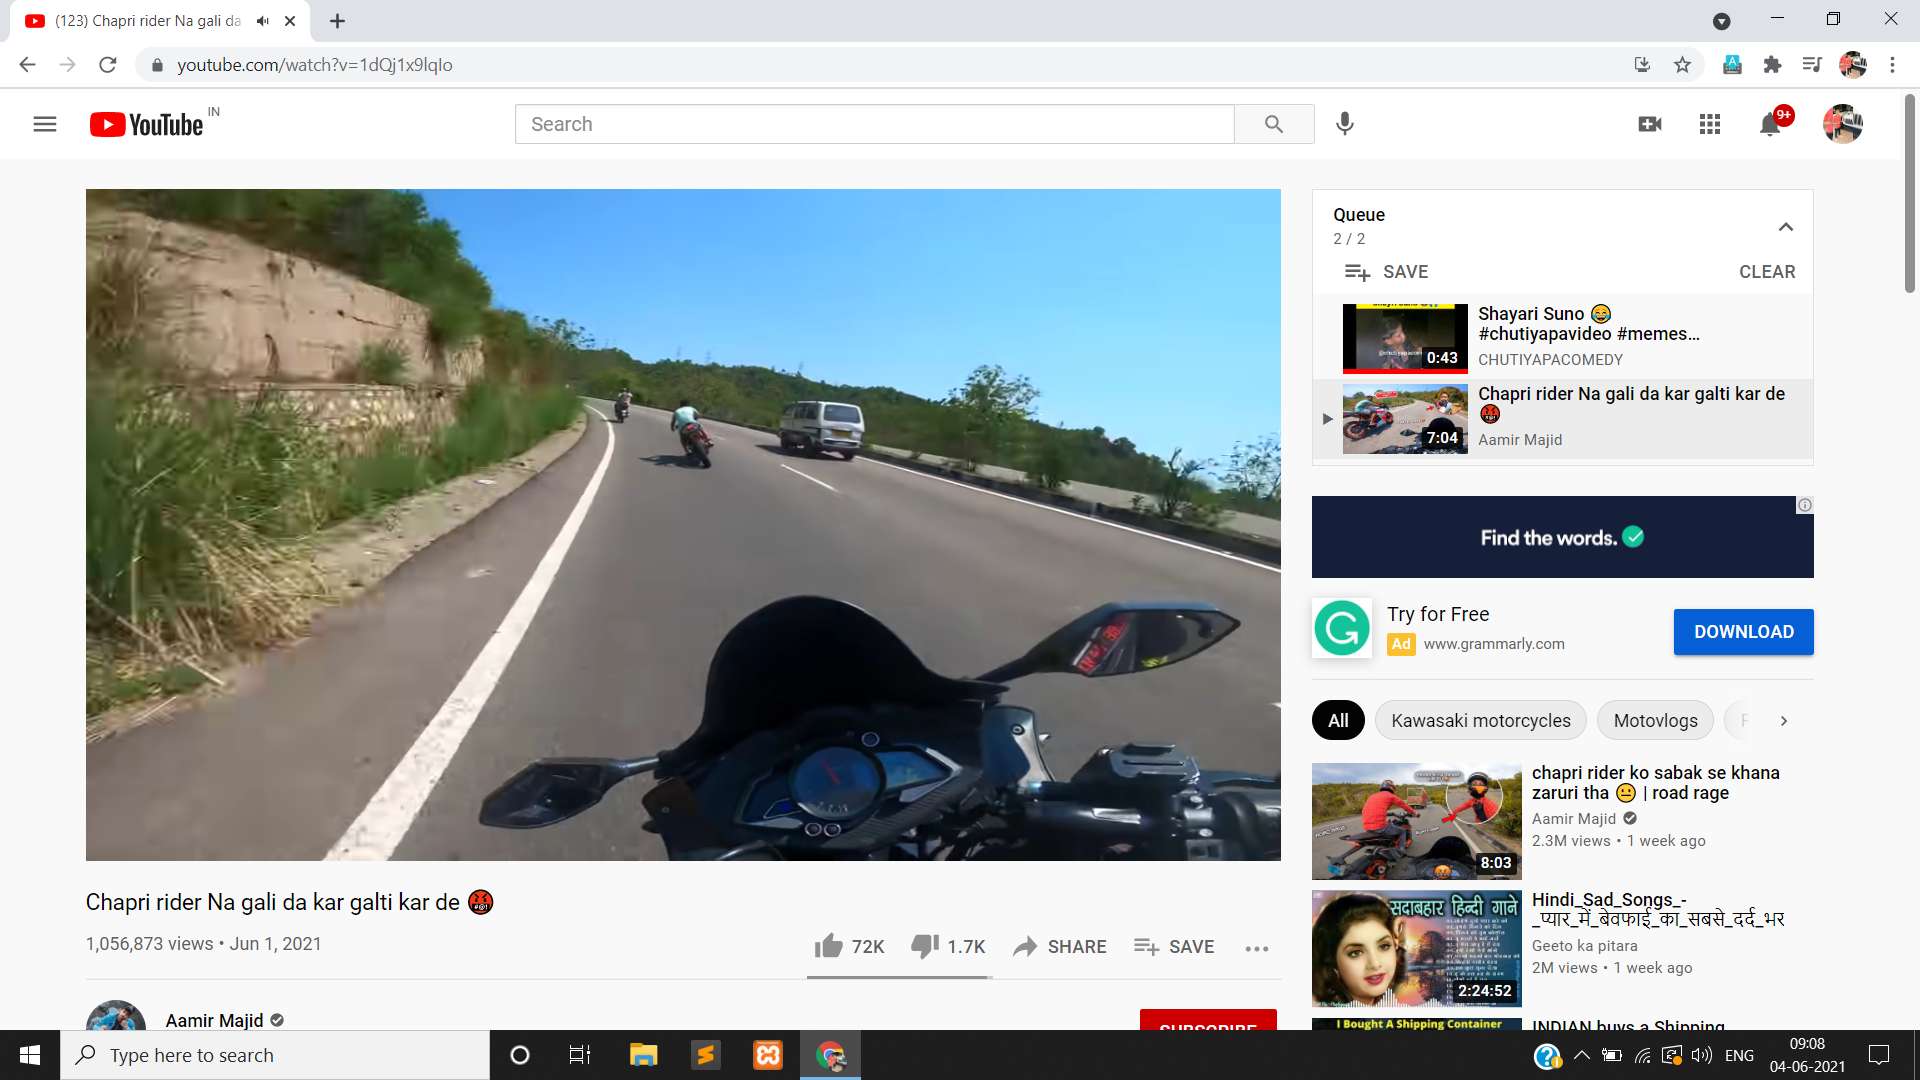 (123) Chapri rider Na gali da
youtube.com/watch?v=1dQj1x9lqIo
YouTube IN
Search
9+
Queue
2 / 2
SAVE
CLEAR
0:43
Shayari Suno 😂
#chutiyapavideo #memes...
CHUTIYAPACOMEDY
7:04
Chapri rider Na gali da kar galti kar de
🤬
Aamir Majid
Find the words.
Try for Free
Ad www.grammarly.com
DOWNLOAD
All
Kawasaki motorcycles
Motovlogs
8:03
chapri rider ko sabak se khana
zaruri tha 😐 | road rage
Aamir Majid
2.3M views • 1 week ago
सदाबहार हिन्दी गाने
2:24:52
Hindi_Sad_Songs_-
_प्यार_में_बेवफाई_का_सबसे_दर्द_भर
Geeto ka pitara
2M views • 1 week ago
I Bought A Shipping Container
INDIAN buys a Shipping
Chapri rider Na gali da kar galti kar de 🤬
1,056,873 views • Jun 1, 2021
72K
1.7K
SHARE
SAVE
Aamir Majid
SUBSCRIBE
Type here to search
ENG
09:08
04-06-2021